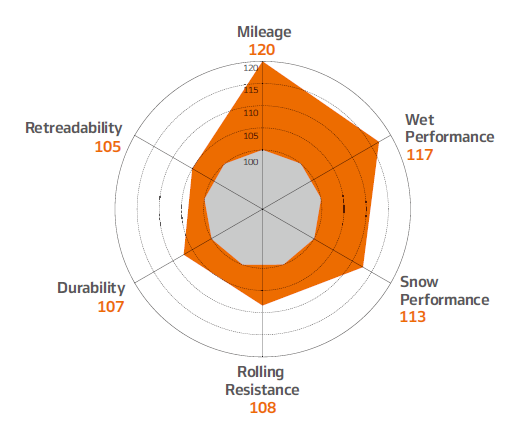 Mileage
120
120
115
110
105
100
Wet
Performance
117
Snow
Performance
113
Rolling
Resistance
108
Durability
107
Retreadability
105